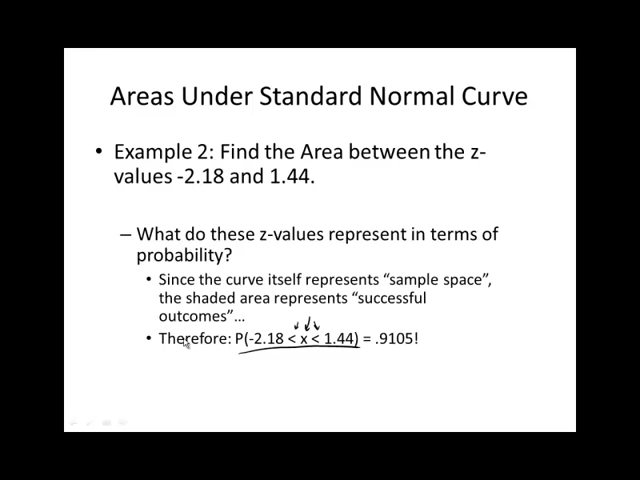 Areas Under Standard Normal Curve
• Example 2: Find the Area between the z-
values -2.18 and 1.44.
– What do these z-values represent in terms of
probability?
• Since the curve itself represents “sample space”,
the shaded area represents “successful
outcomes”…
• Therefore: P(-2.18 < x < 1.44) = .9105!